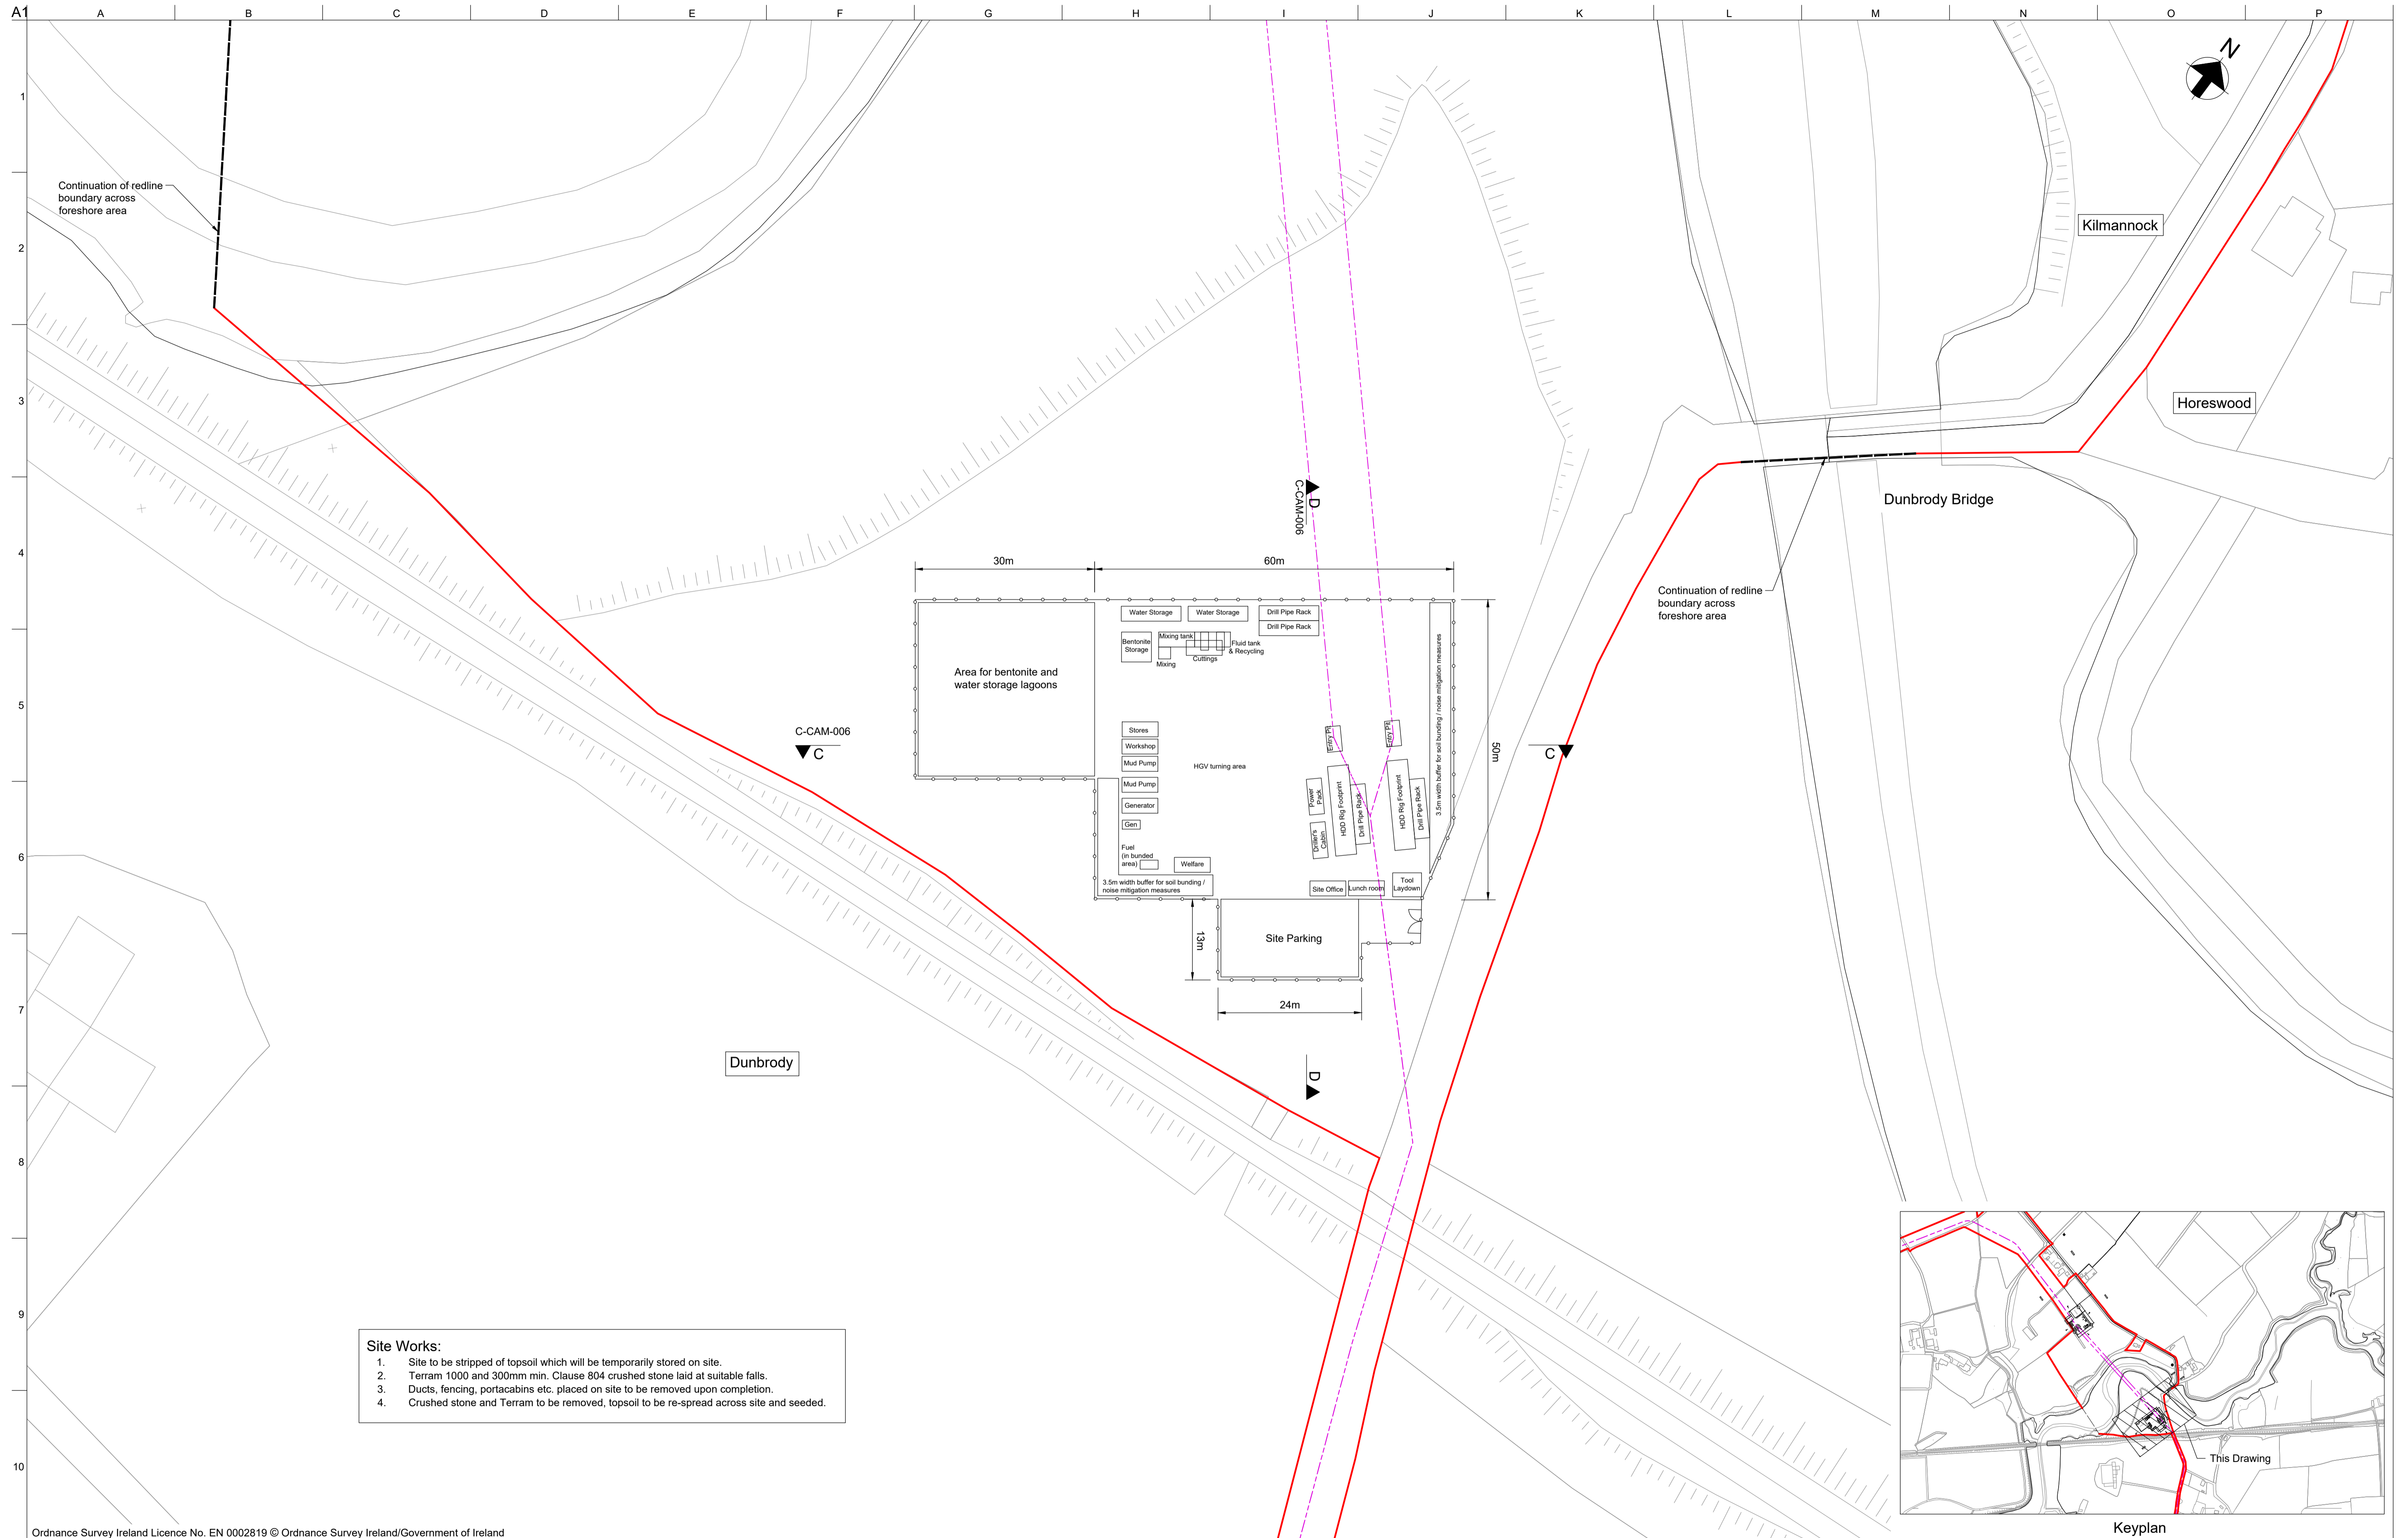 A1
A B C D E F G H I J K L M N O P
N
1
Continuation of redline
boundary across
foreshore area
2
Kilmannock
3
Horeswood
C-CAM-006
D
Dunbrody Bridge
4
30m
60m
Continuation of redline
boundary across
foreshore area
Water Storage
Water Storage
Drill Pipe Rack
Drill Pipe Rack
Bentonite
Storage
Mixing tank
Mixing
Cuttings
Fluid tank
& Recycling
Area for bentonite and
water storage lagoons
3.5m width buffer for soil bunding / noise mitigation measures
50m
5
C-CAM-006
C
C
Stores
Workshop
Mud Pump
Mud Pump
Generator
Gen
HGV turning area
Entry Pit
Entry Pit
Power
Pack
HDD Rig Footprint
Drill Pipe Rack
HDD Rig Footprint
Drill Pipe Rack
Driller's
Cabin
6
Fuel
(in bunded
area)
Welfare
3.5m width buffer for soil bunding /
noise mitigation measures
Site Office
Lunch room
Tool
Laydown
13m
Site Parking
24m
7
Dunbrody
D
8
9
Site Works:
1. Site to be stripped of topsoil which will be temporarily stored on site.
2. Terram 1000 and 300mm min. Clause 804 crushed stone laid at suitable falls.
3. Ducts, fencing, portacabins etc. placed on site to be removed upon completion.
4. Crushed stone and Terram to be removed, topsoil to be re-spread across site and seeded.
10
This Drawing
Keyplan
Ordnance Survey Ireland Licence No. EN 0002819 © Ordnance Survey Ireland/Government of Ireland